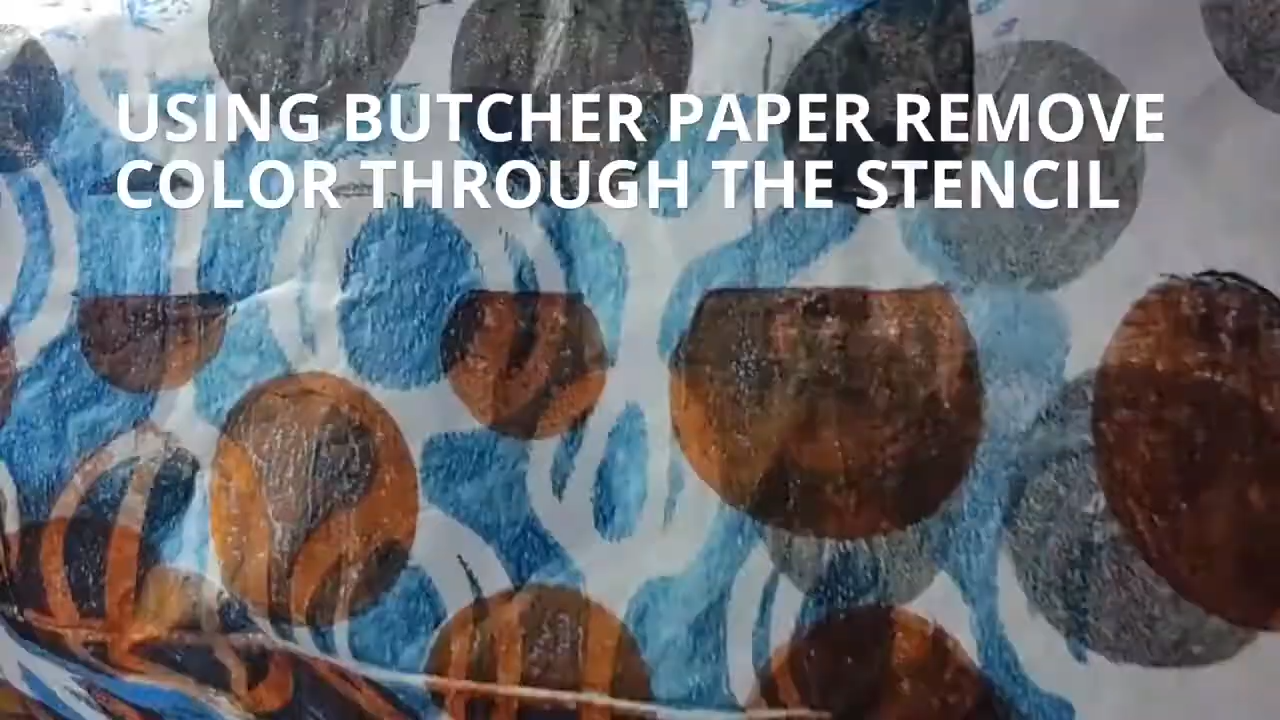 USING BUTCHER PAPER REMOVE
COLOR THROUGH THE STENCIL